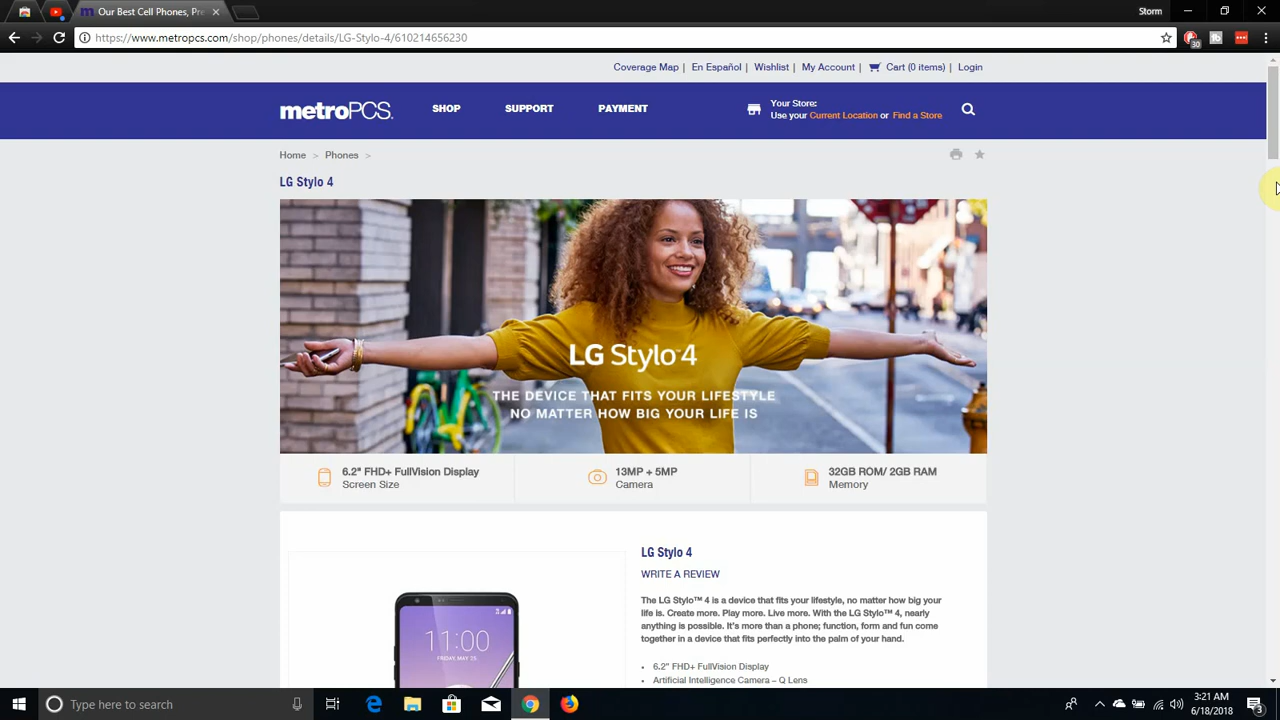 Our Best Cell Phones, Pre
Storm
https://www.metropcs.com/shop/phones/details/LG-Stylo-4/610214656230
30
Coverage Map | En Español | Wishlist | My Account | Cart (0 items) | Login
metroPCS. SHOP SUPPORT PAYMENT
Your Store:
Use your Current Location or Find a Store
Home > Phones >
LG Stylo 4
LG Stylo™4
THE DEVICE THAT FITS YOUR LIFESTYLE
NO MATTER HOW BIG YOUR LIFE IS
6.2" FHD+ FullVision Display
Screen Size
13MP + 5MP
Camera
32GB ROM/ 2GB RAM
Memory
LG Stylo 4
WRITE A REVIEW
The LG Stylo™ 4 is a device that fits your lifestyle, no matter how big your
life is. Create more. Play more. Live more. With the LG Stylo™ 4, nearly
anything is possible. It's more than a phone; function, form and fun come
together in a device that fits perfectly into the palm of your hand.
• 6.2" FHD+ FullVision Display
• Artificial Intelligence Camera – Q Lens
11:00
FRIDAY, MAY 25
Type here to search
3:21 AM
6/18/2018
3